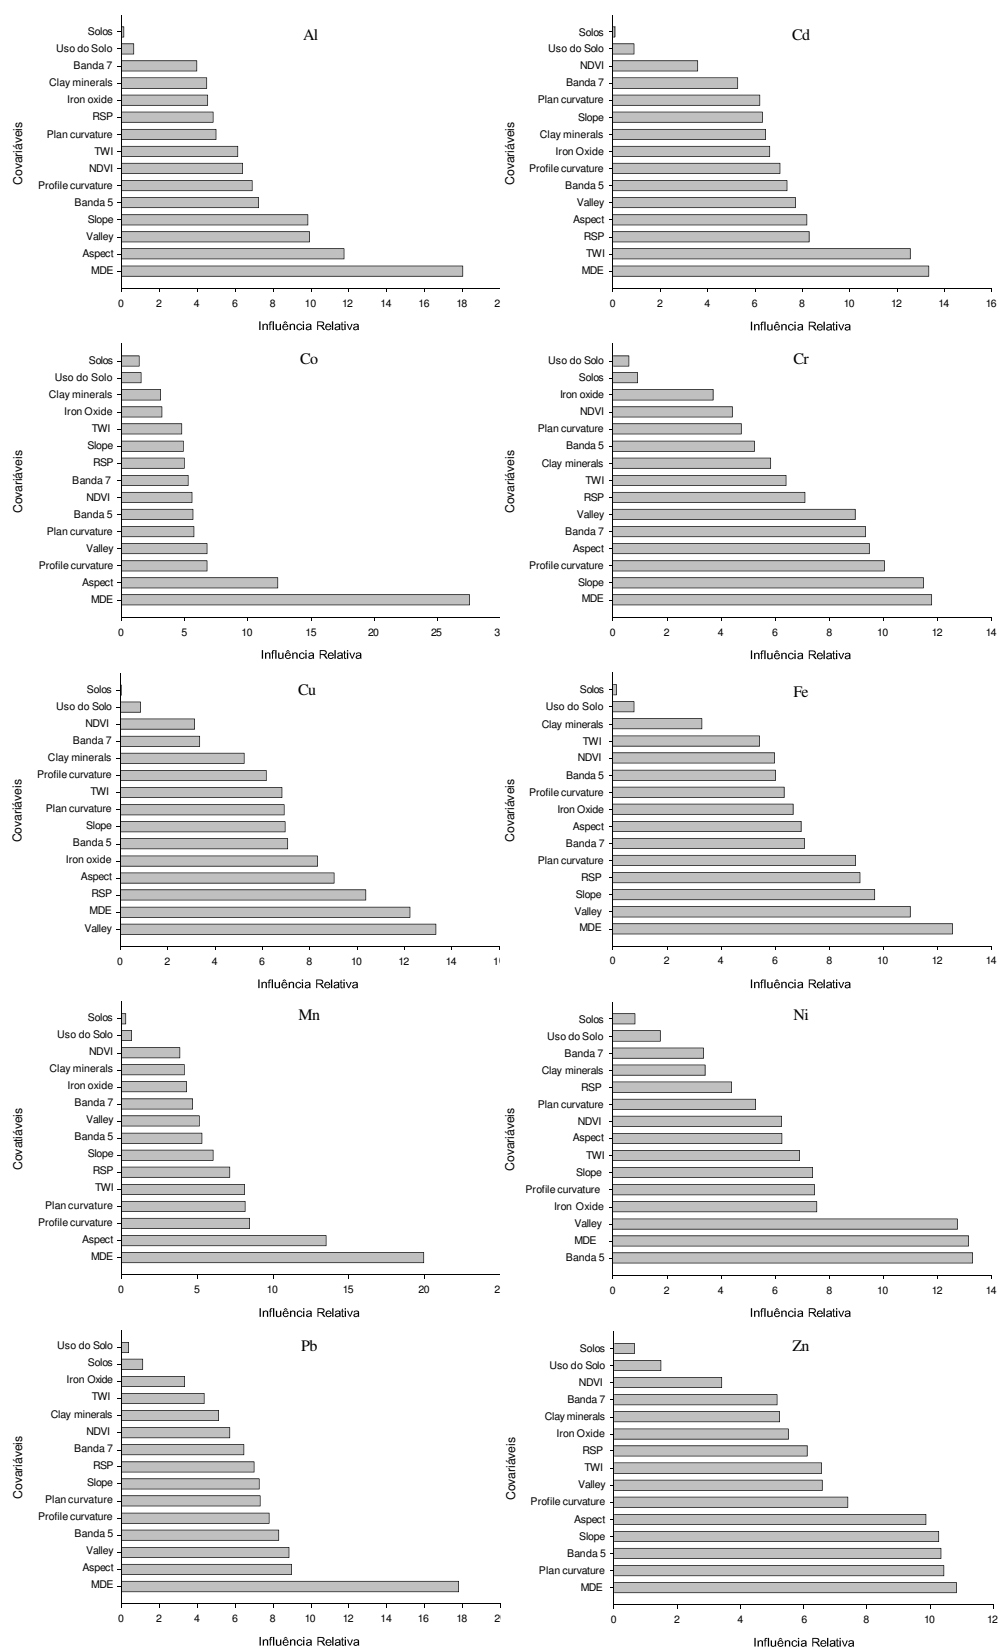 Al
Covariáveis
Solos
Uso do Solo
Banda 7
Clay minerals
Iron oxide
RSP
Plan curvature
TWI
NDVI
Profile curvature
Banda 5
Slope
Valley
Aspect
MDE
0 2 4 6 8 10 12 14 16 18 2
Influência Relativa
Cd
Covariáveis
Solos
Uso do Solo
NDVI
Banda 7
Plan curvature
Slope
Clay minerals
Iron Oxide
Profile curvature
Banda 5
Valley
Aspect
RSP
TWI
MDE
0 2 4 6 8 10 12 14 16
Influência Relativa
Co
Covariáveis
Solos
Uso do Solo
Clay minerals
Iron Oxide
TWI
Slope
RSP
Banda 7
NDVI
Banda 5
Plan curvature
Valley
Profile curvature
Aspect
MDE
0 5 10 15 20 25 3
Influência Relativa
Cr
Covariáveis
Uso do Solo
Solos
Iron oxide
NDVI
Plan curvature
Banda 5
Clay minerals
TWI
RSP
Valley
Banda 7
Aspect
Profile curvature
Slope
MDE
0 2 4 6 8 10 12 14
Influência Relativa
Cu
Covariáveis
Solos
Uso do Solo
NDVI
Banda 7
Clay minerals
Profile curvature
TWI
Plan curvature
Slope
Banda 5
Iron oxide
Aspect
RSP
MDE
Valley
0 2 4 6 8 10 12 14
Influência Relativa
Fe
Covariáveis
Solos
Uso do Solo
Clay minerals
TWI
NDVI
Banda 5
Profile curvature
Iron Oxide
Aspect
Banda 7
Plan curvature
RSP
Slope
Valley
MDE
0 2 4 6 8 10 12 14
Influência Relativa
Mn
Covatiáveis
Solos
Uso do Solo
NDVI
Clay minerals
Iron oxide
Banda 7
Valley
Banda 5
Slope
RSP
TWI
Plan curvature
Profile curvature
Aspect
MDE
0 5 10 15 20 2
Influência Relativa
Ni
Covariáveis
Solos
Uso do Solo
Banda 7
Clay minerals
RSP
Plan curvature
NDVI
Aspect
TWI
Slope
Profile curvature
Iron Oxide
Valley
MDE
Banda 5
0 2 4 6 8 10 12 14
Influência Relativa
Pb
Covariáveis
Uso do Solo
Solos
Iron Oxide
TWI
Clay minerals
NDVI
Banda 7
RSP
Slope
Plan curvature
Profile curvature
Banda 5
Valley
Aspect
MDE
0 2 4 6 8 10 12 14 16 18 2
Influência Relativa
Zn
Covariáveis
Solos
Uso do Solo
NDVI
Banda 7
Clay minerals
Iron Oxide
RSP
TWI
Valley
Profile curvature
Aspect
Slope
Banda 5
Plan curvature
MDE
0 2 4 6 8 10 12
Influência Relativa